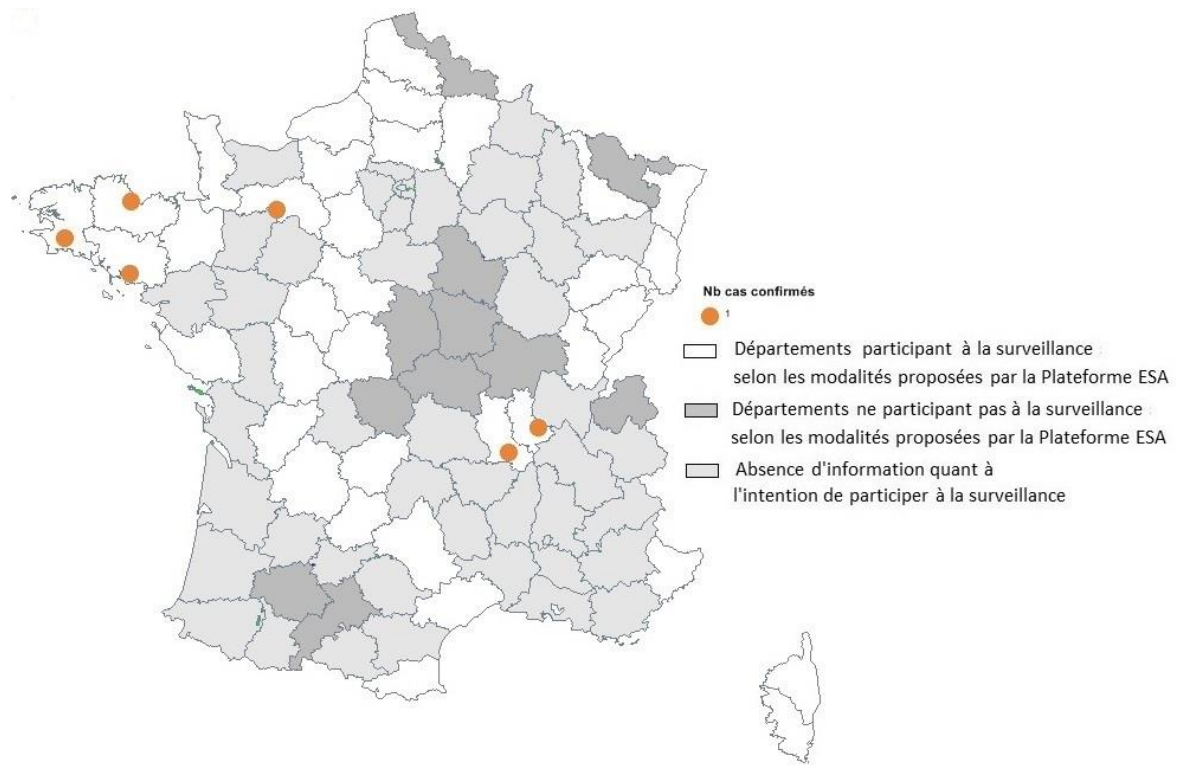 Nb cas confirmés
1
Départements participant à la surveillance
selon les modalités proposées par la Plateforme ESA
Départements ne participant pas à la surveillance
selon les modalités proposées par la Plateforme ESA
Absence d'information quant à
l'intention de participer à la surveillance